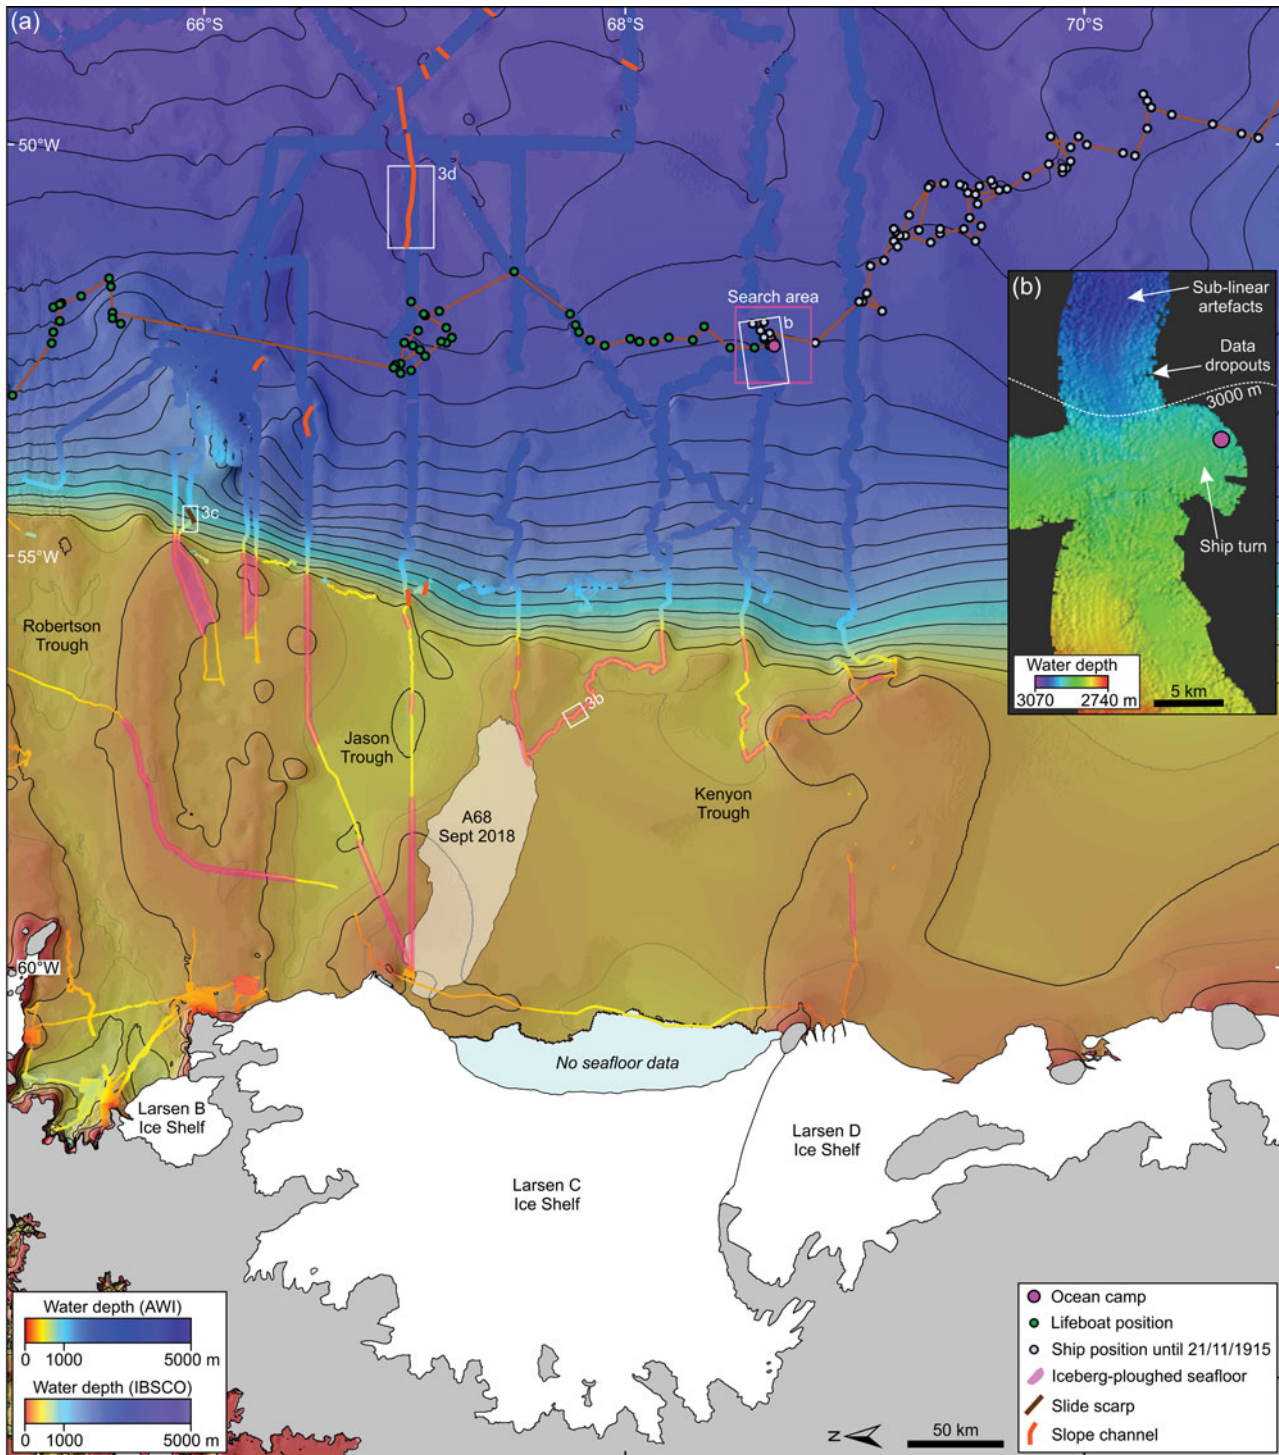 (a)
66°S
68°S
70°S
50°W
3d
Search area
b
(b)
Sub-linear
artefacts
Data
dropouts
3000 m
Ship turn
Water depth
3070 2740 m
5 km
3c
55°W
Robertson
Trough
Jason
Trough
3b
A68
Sept 2018
Kenyon
Trough
60°W
No seafloor data
Larsen B
Ice Shelf
Larsen C
Ice Shelf
Larsen D
Ice Shelf
Water depth (AWI)
0 1000 5000 m
Water depth (IBSCO)
0 1000 5000 m
N
50 km
Ocean camp
Lifeboat position
Ship position until 21/11/1915
Iceberg-ploughed seafloor
Slide scarp
Slope channel